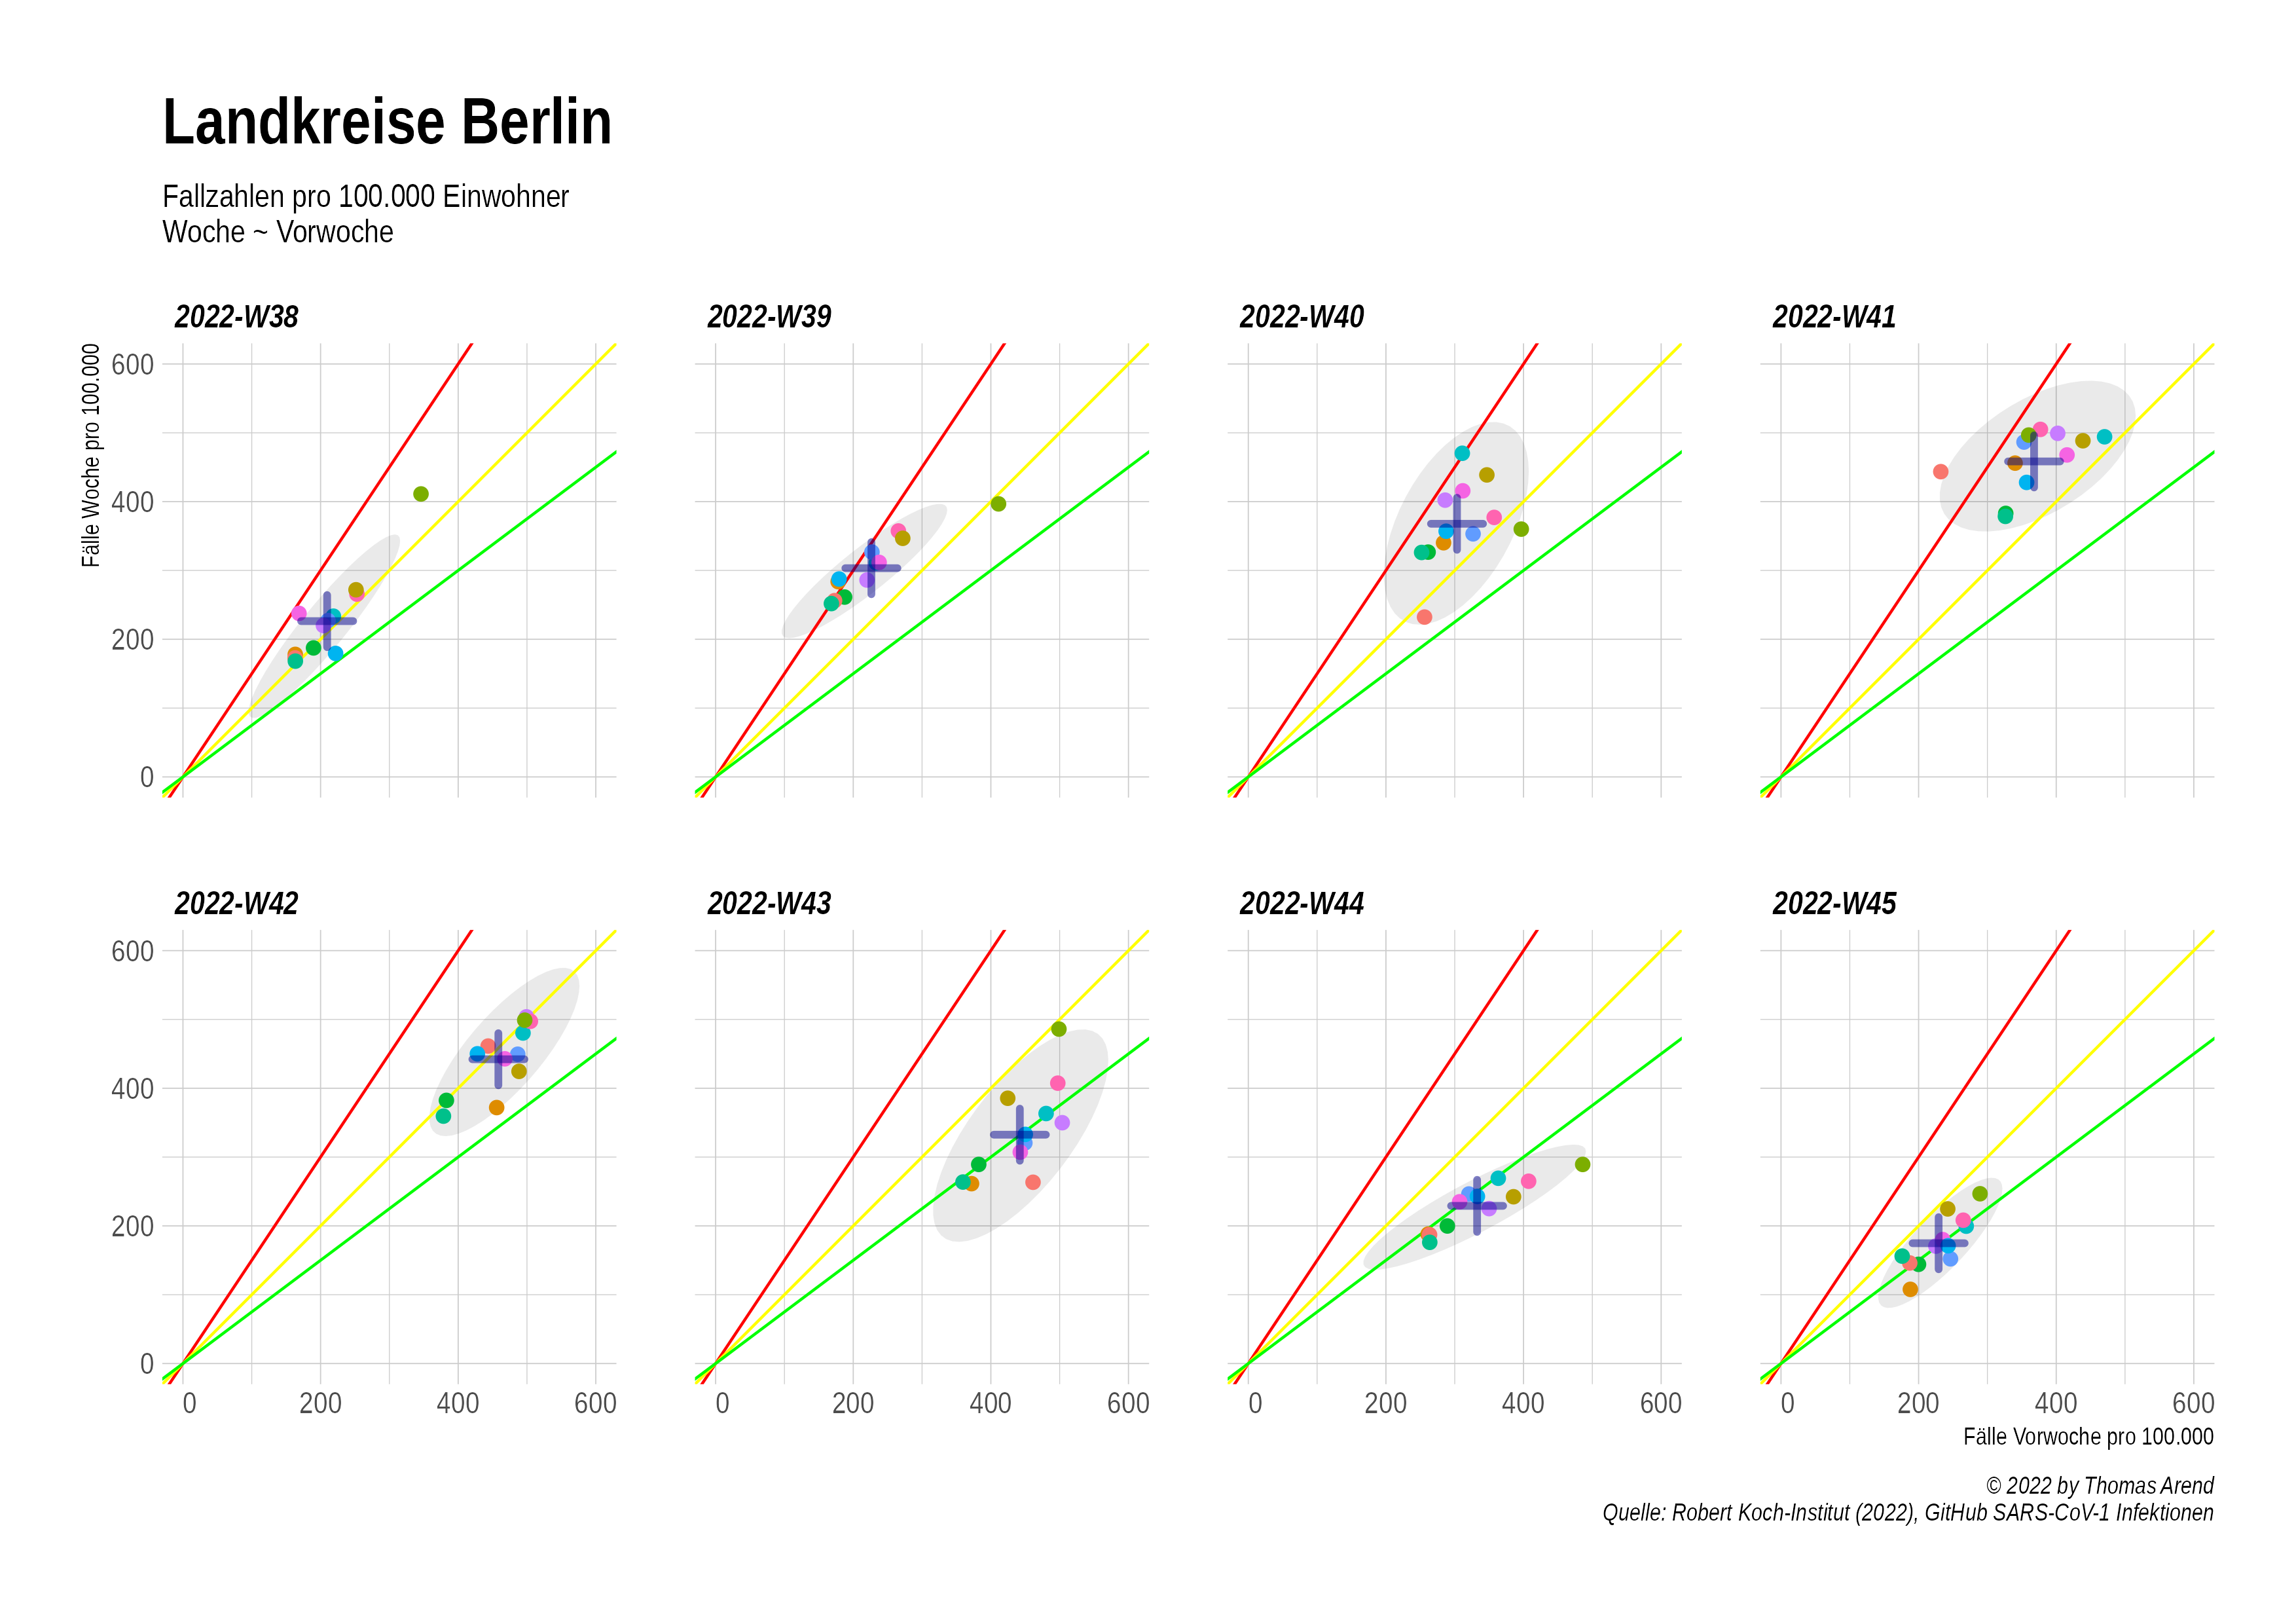 Landkreise Berlin
Fallzahlen pro 100.000 Einwohner
Woche ~ Vorwoche
2022-W38
2022-W39
2022-W40
2022-W41
Fälle Woche pro 100.000
600
400
200
0
2022-W42
2022-W43
2022-W44
2022-W45
600
400
200
0
0 200 400 600
0 200 400 600
0 200 400 600
0 200 400 600
Fälle Vorwoche pro 100.000
© 2022 by Thomas Arend
Quelle: Robert Koch-Institut (2022), GitHub SARS-CoV-1 Infektionen